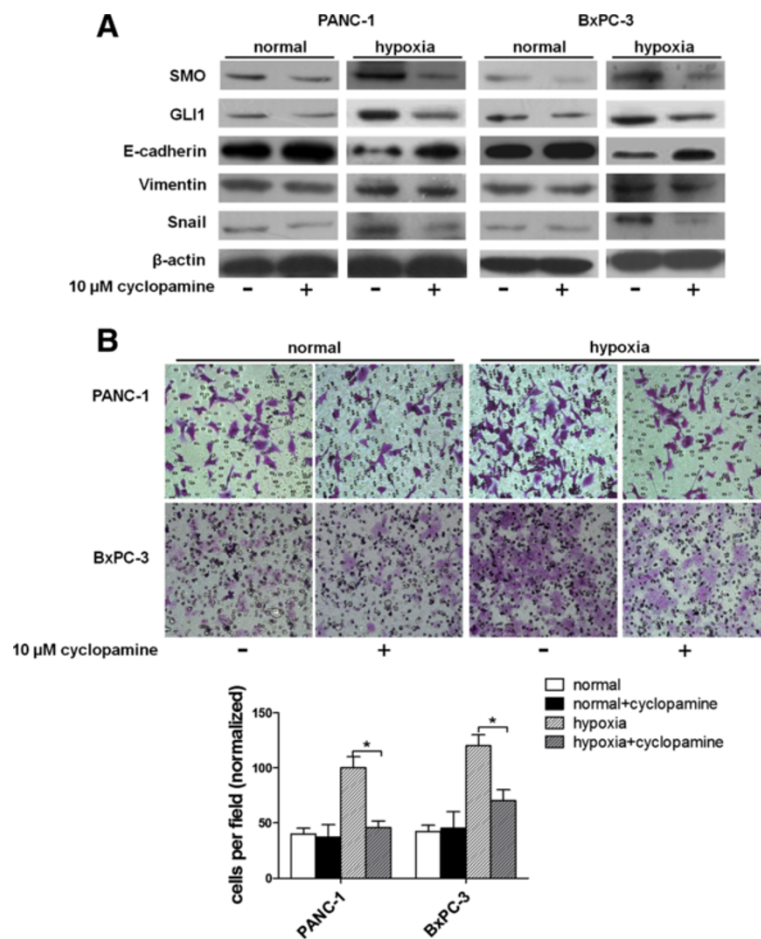 A
PANC-1 BxPC-3
normal hypoxia normal hypoxia
SMO
GLI1
E-cadherin
Vimentin
Snail
β-actin
10 µM cyclopamine - + - + - + - +
B
normal hypoxia
PANC-1
BxPC-3
10 µM cyclopamine - + - +
normal
normal+cyclopamine
hypoxia
hypoxia+cyclopamine
cells per field (normalized)
150
100
50
0
* *
PANC-1 BxPC-3